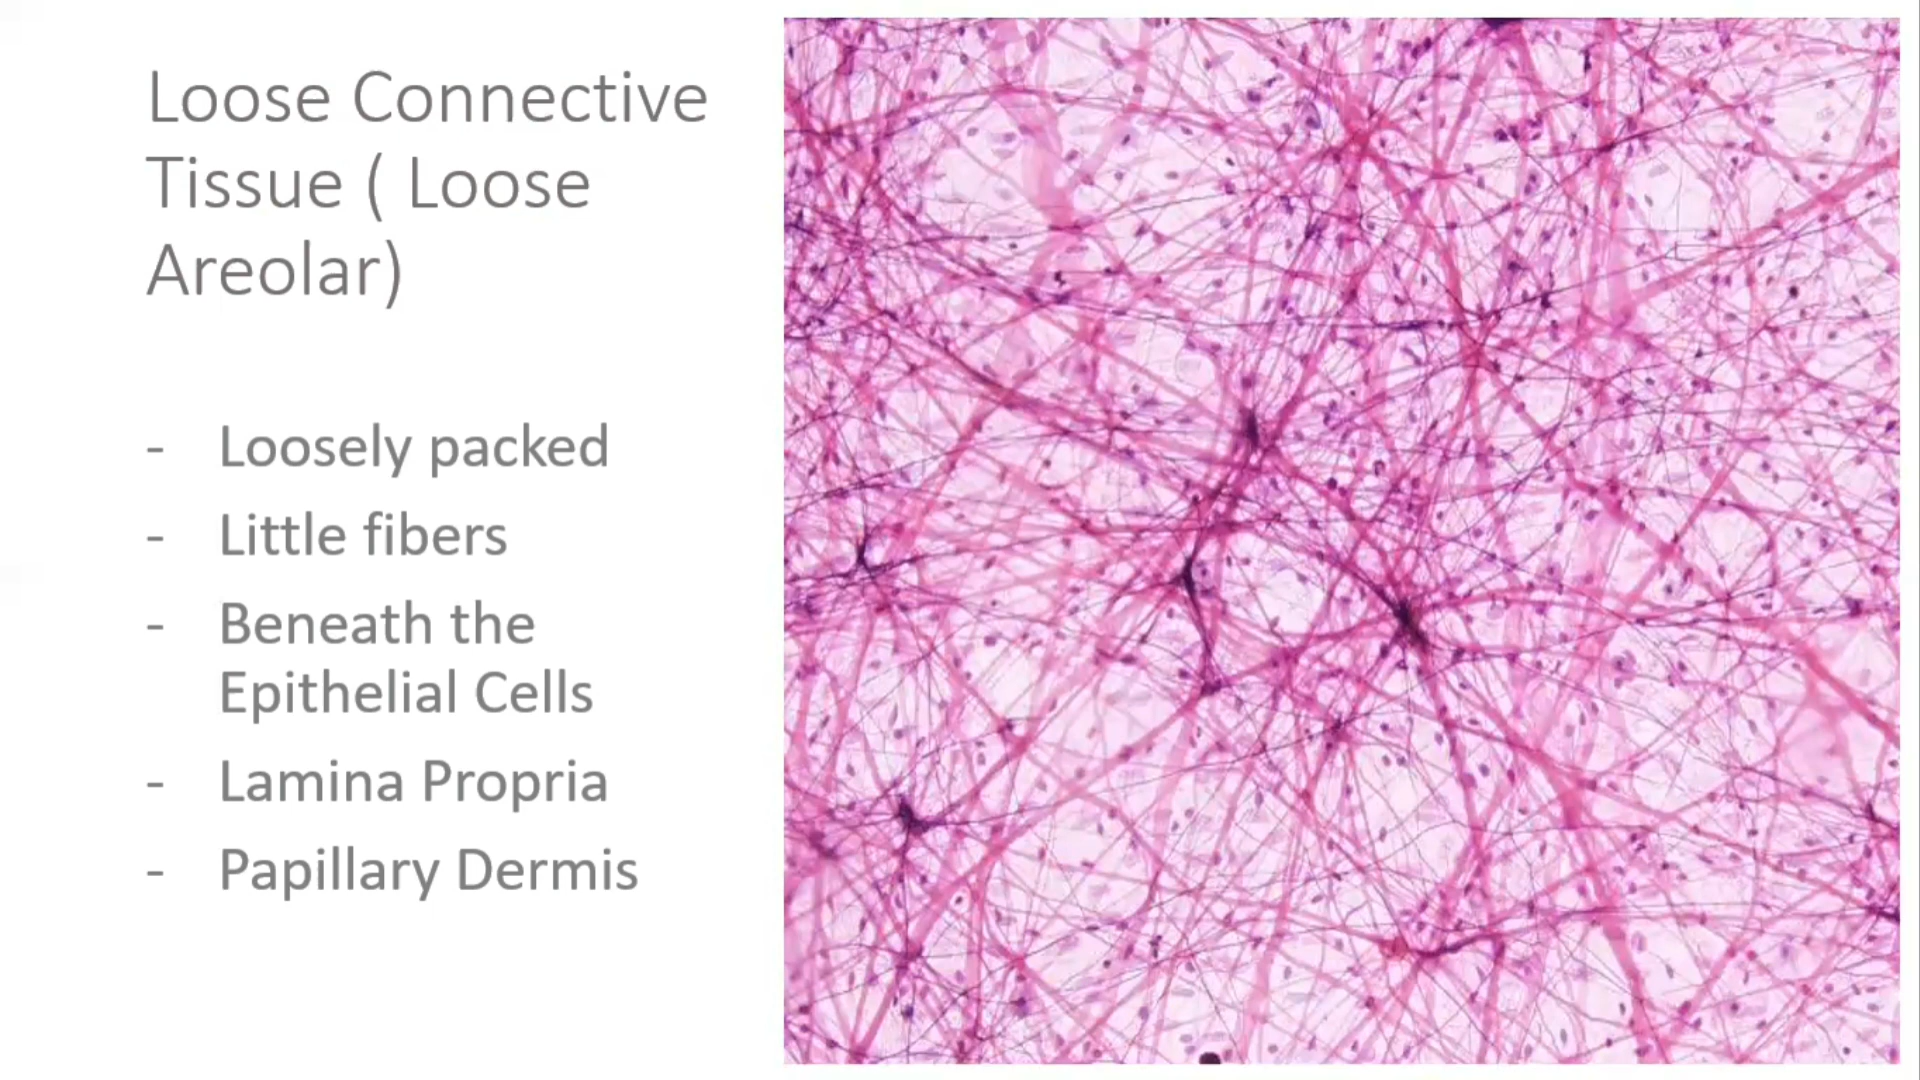 Loose Connective
Tissue ( Loose
Areolar)
- Loosely packed
- Little fibers
- Beneath the
Epithelial Cells
- Lamina Propria
- Papillary Dermis